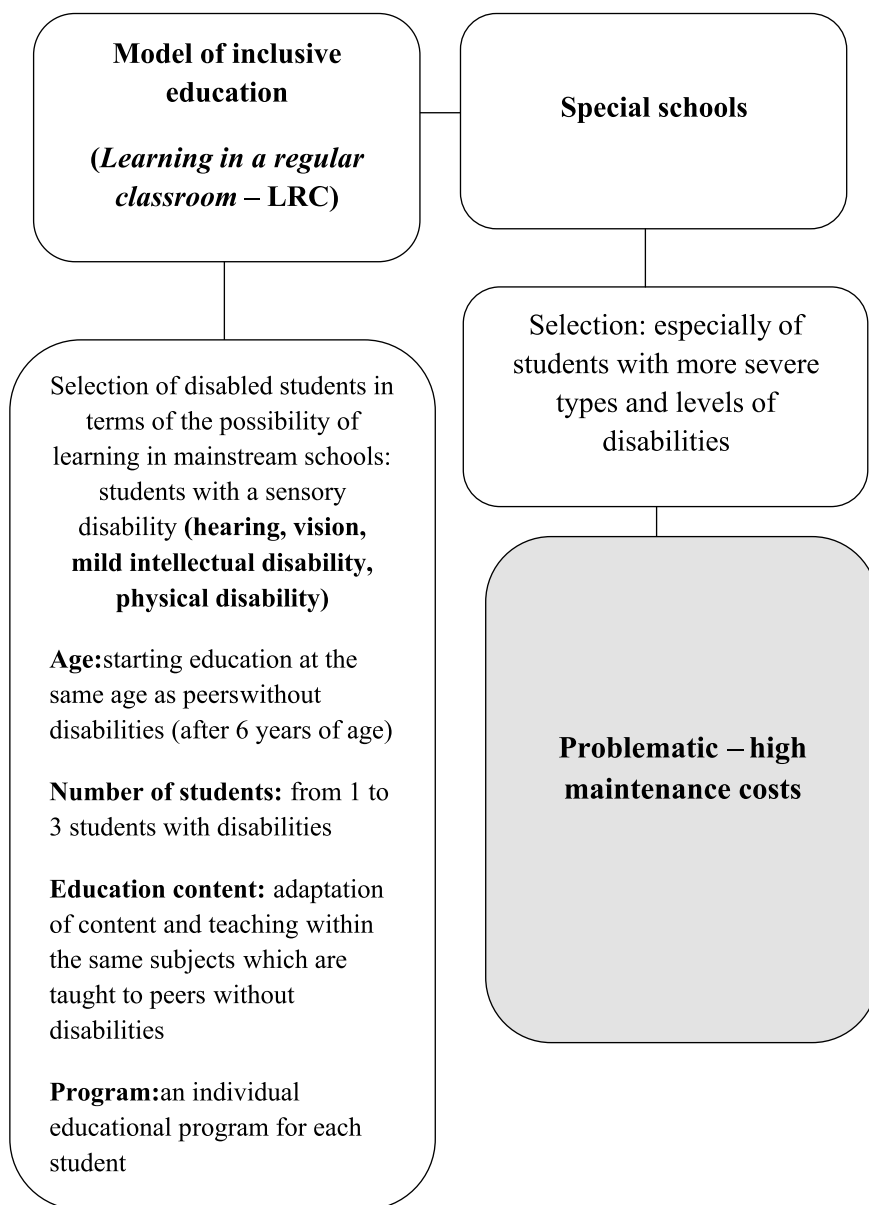 Model of inclusive
education
(Learning in a regular
classroom – LRC)
Special schools
Selection of disabled students in
terms of the possibility of
learning in mainstream schools:
students with a sensory
disability (hearing, vision,
mild intellectual disability,
physical disability)
Age:starting education at the
same age as peerswithout
disabilities (after 6 years of age)
Number of students: from 1 to
3 students with disabilities
Education content: adaptation
of content and teaching within
the same subjects which are
taught to peers without
disabilities
Program:an individual
educational program for each
student
Selection: especially of
students with more severe
types and levels of
disabilities
Problematic – high
maintenance costs